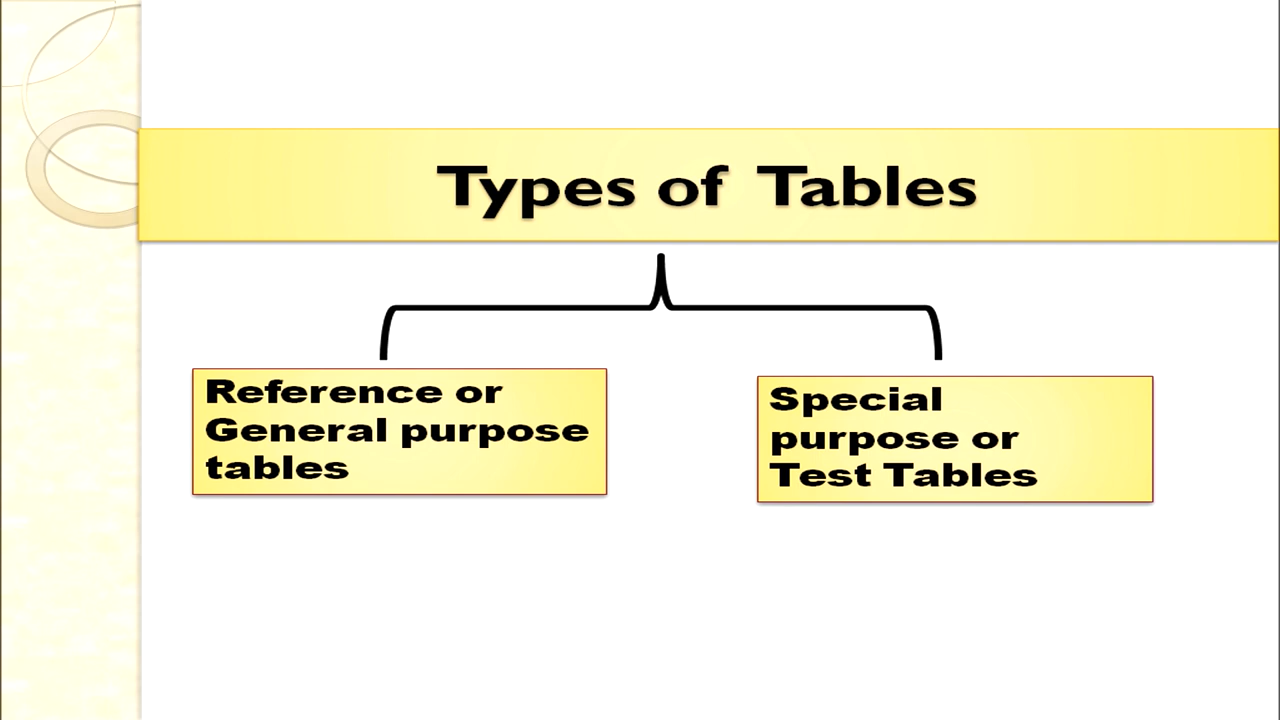 Types of Tables
Reference or
General purpose
tables
Special
purpose or
Test Tables